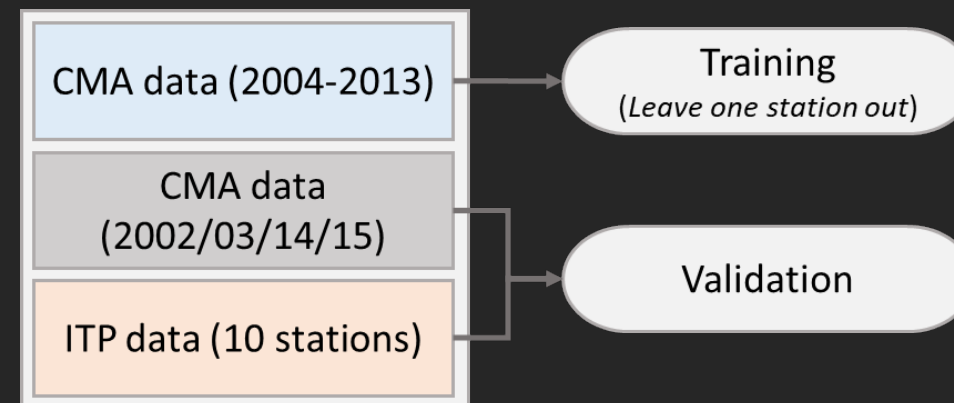 CMA data (2004-2013)
Training
(Leave one station out)
CMA data
(2002/03/14/15)
Validation
ITP data (10 stations)